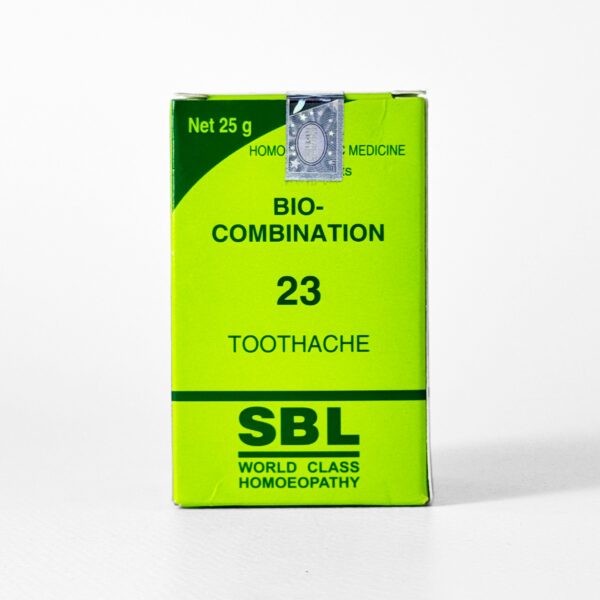 Net 25 g
MEDICINE
BIO-
COMBINATION
23
TOOTHACHE
SBL
WORLD CLASS
HOMOEOPATHY